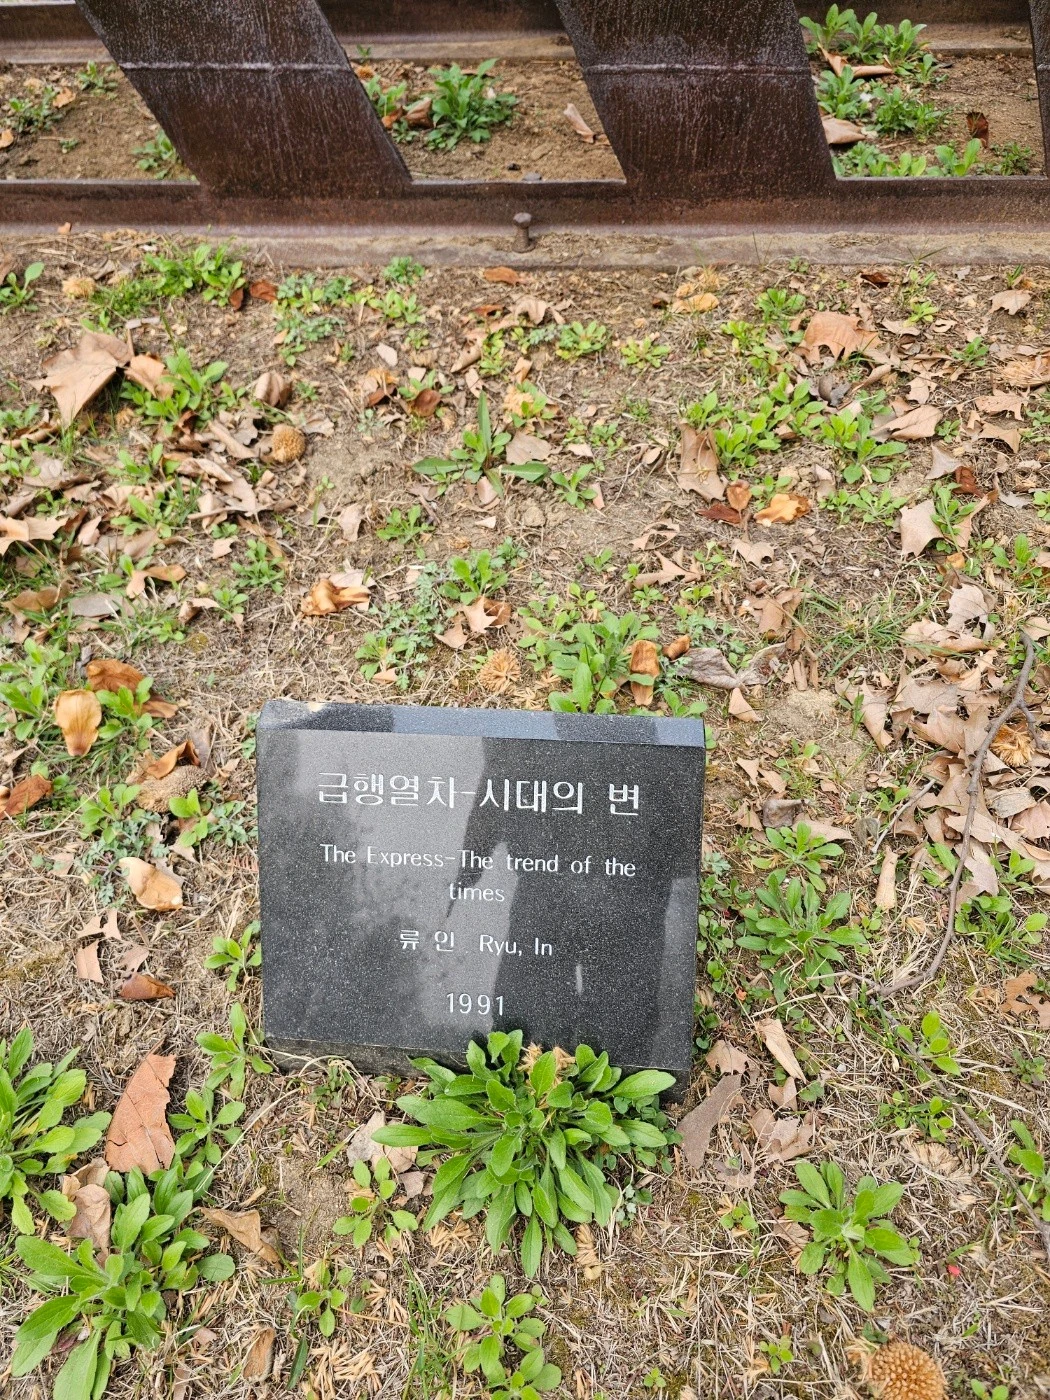 급행열차-시대의 변
The Express-The trend of the
times
류 인 Ryu, In
1991